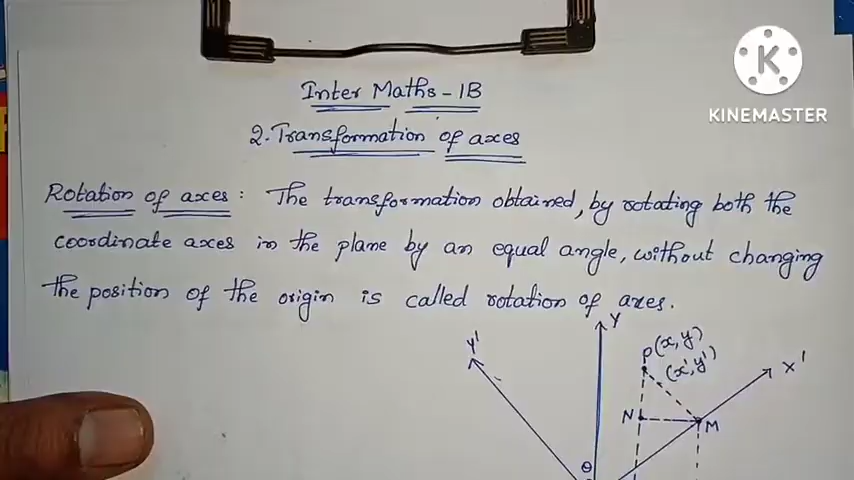 Inter Maths - 1B
2. Transformation of axes
Rotation of axes : The transformation obtained, by rotating both the
coordinate axes in the plane by an equal angle, without changing
the position of the origin is called rotation of axes.
Y
Y'
P(x, y)
(x', y')
X'
N
M
θ
K
KINEMASTER